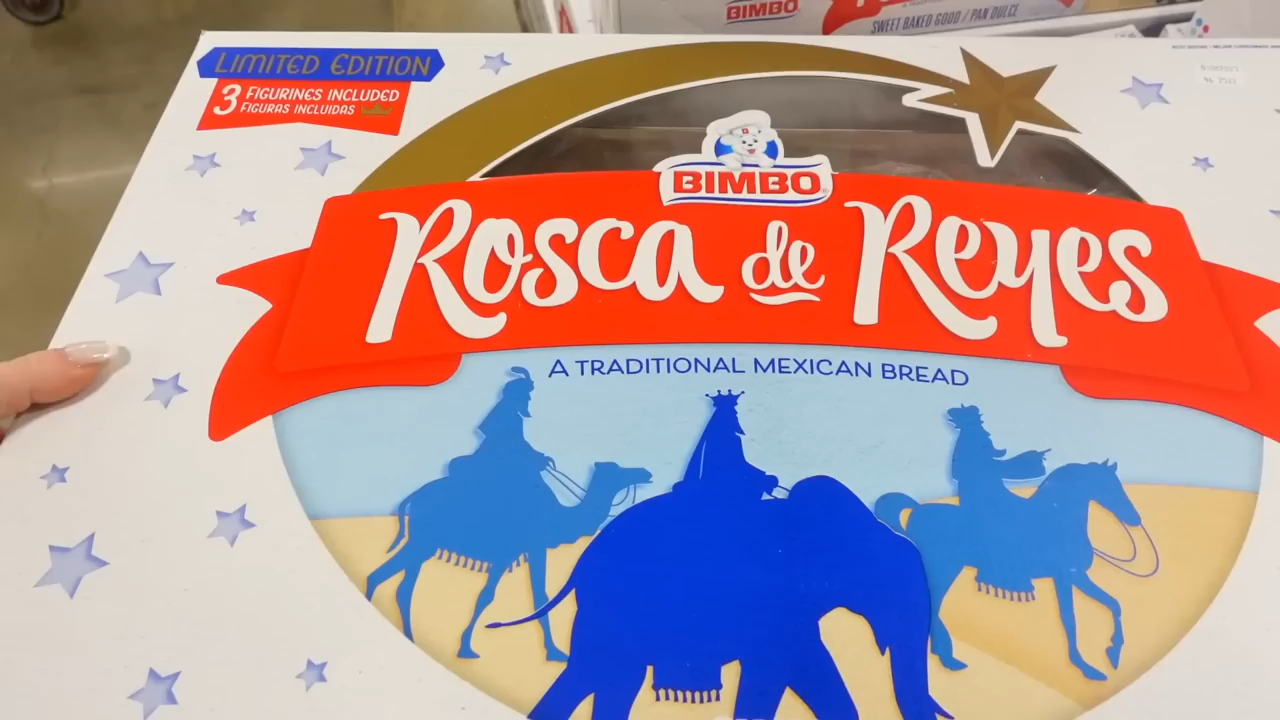 BIMBO
SWEET BAKED GOOD / PAN DULCE
LIMITED EDITION
3 FIGURINES INCLUDED
FIGURAS INCLUIDAS
BIMBO
Rosca de Reyes
A TRADITIONAL MEXICAN BREAD